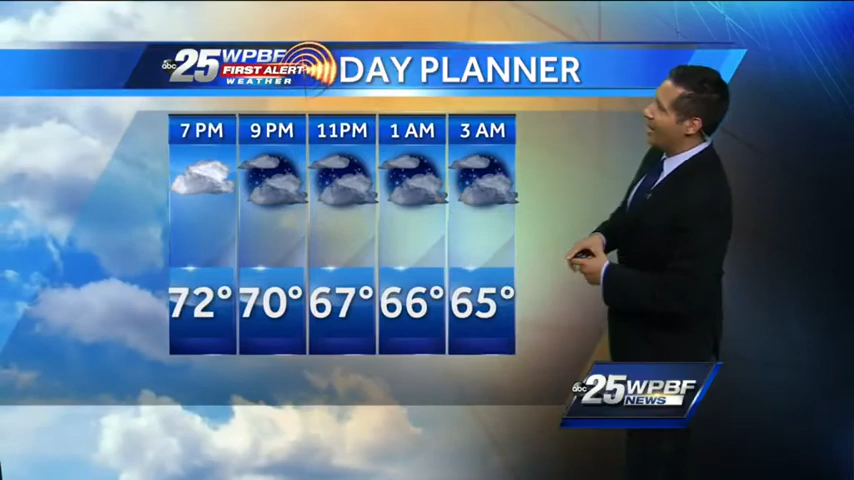 abc 25 WPBF
FIRST ALERT
WEATHER
DAY PLANNER
7 PM 9 PM 11PM 1 AM 3 AM
72° 70° 67° 66° 65°
abc 25 WPBF
NEWS